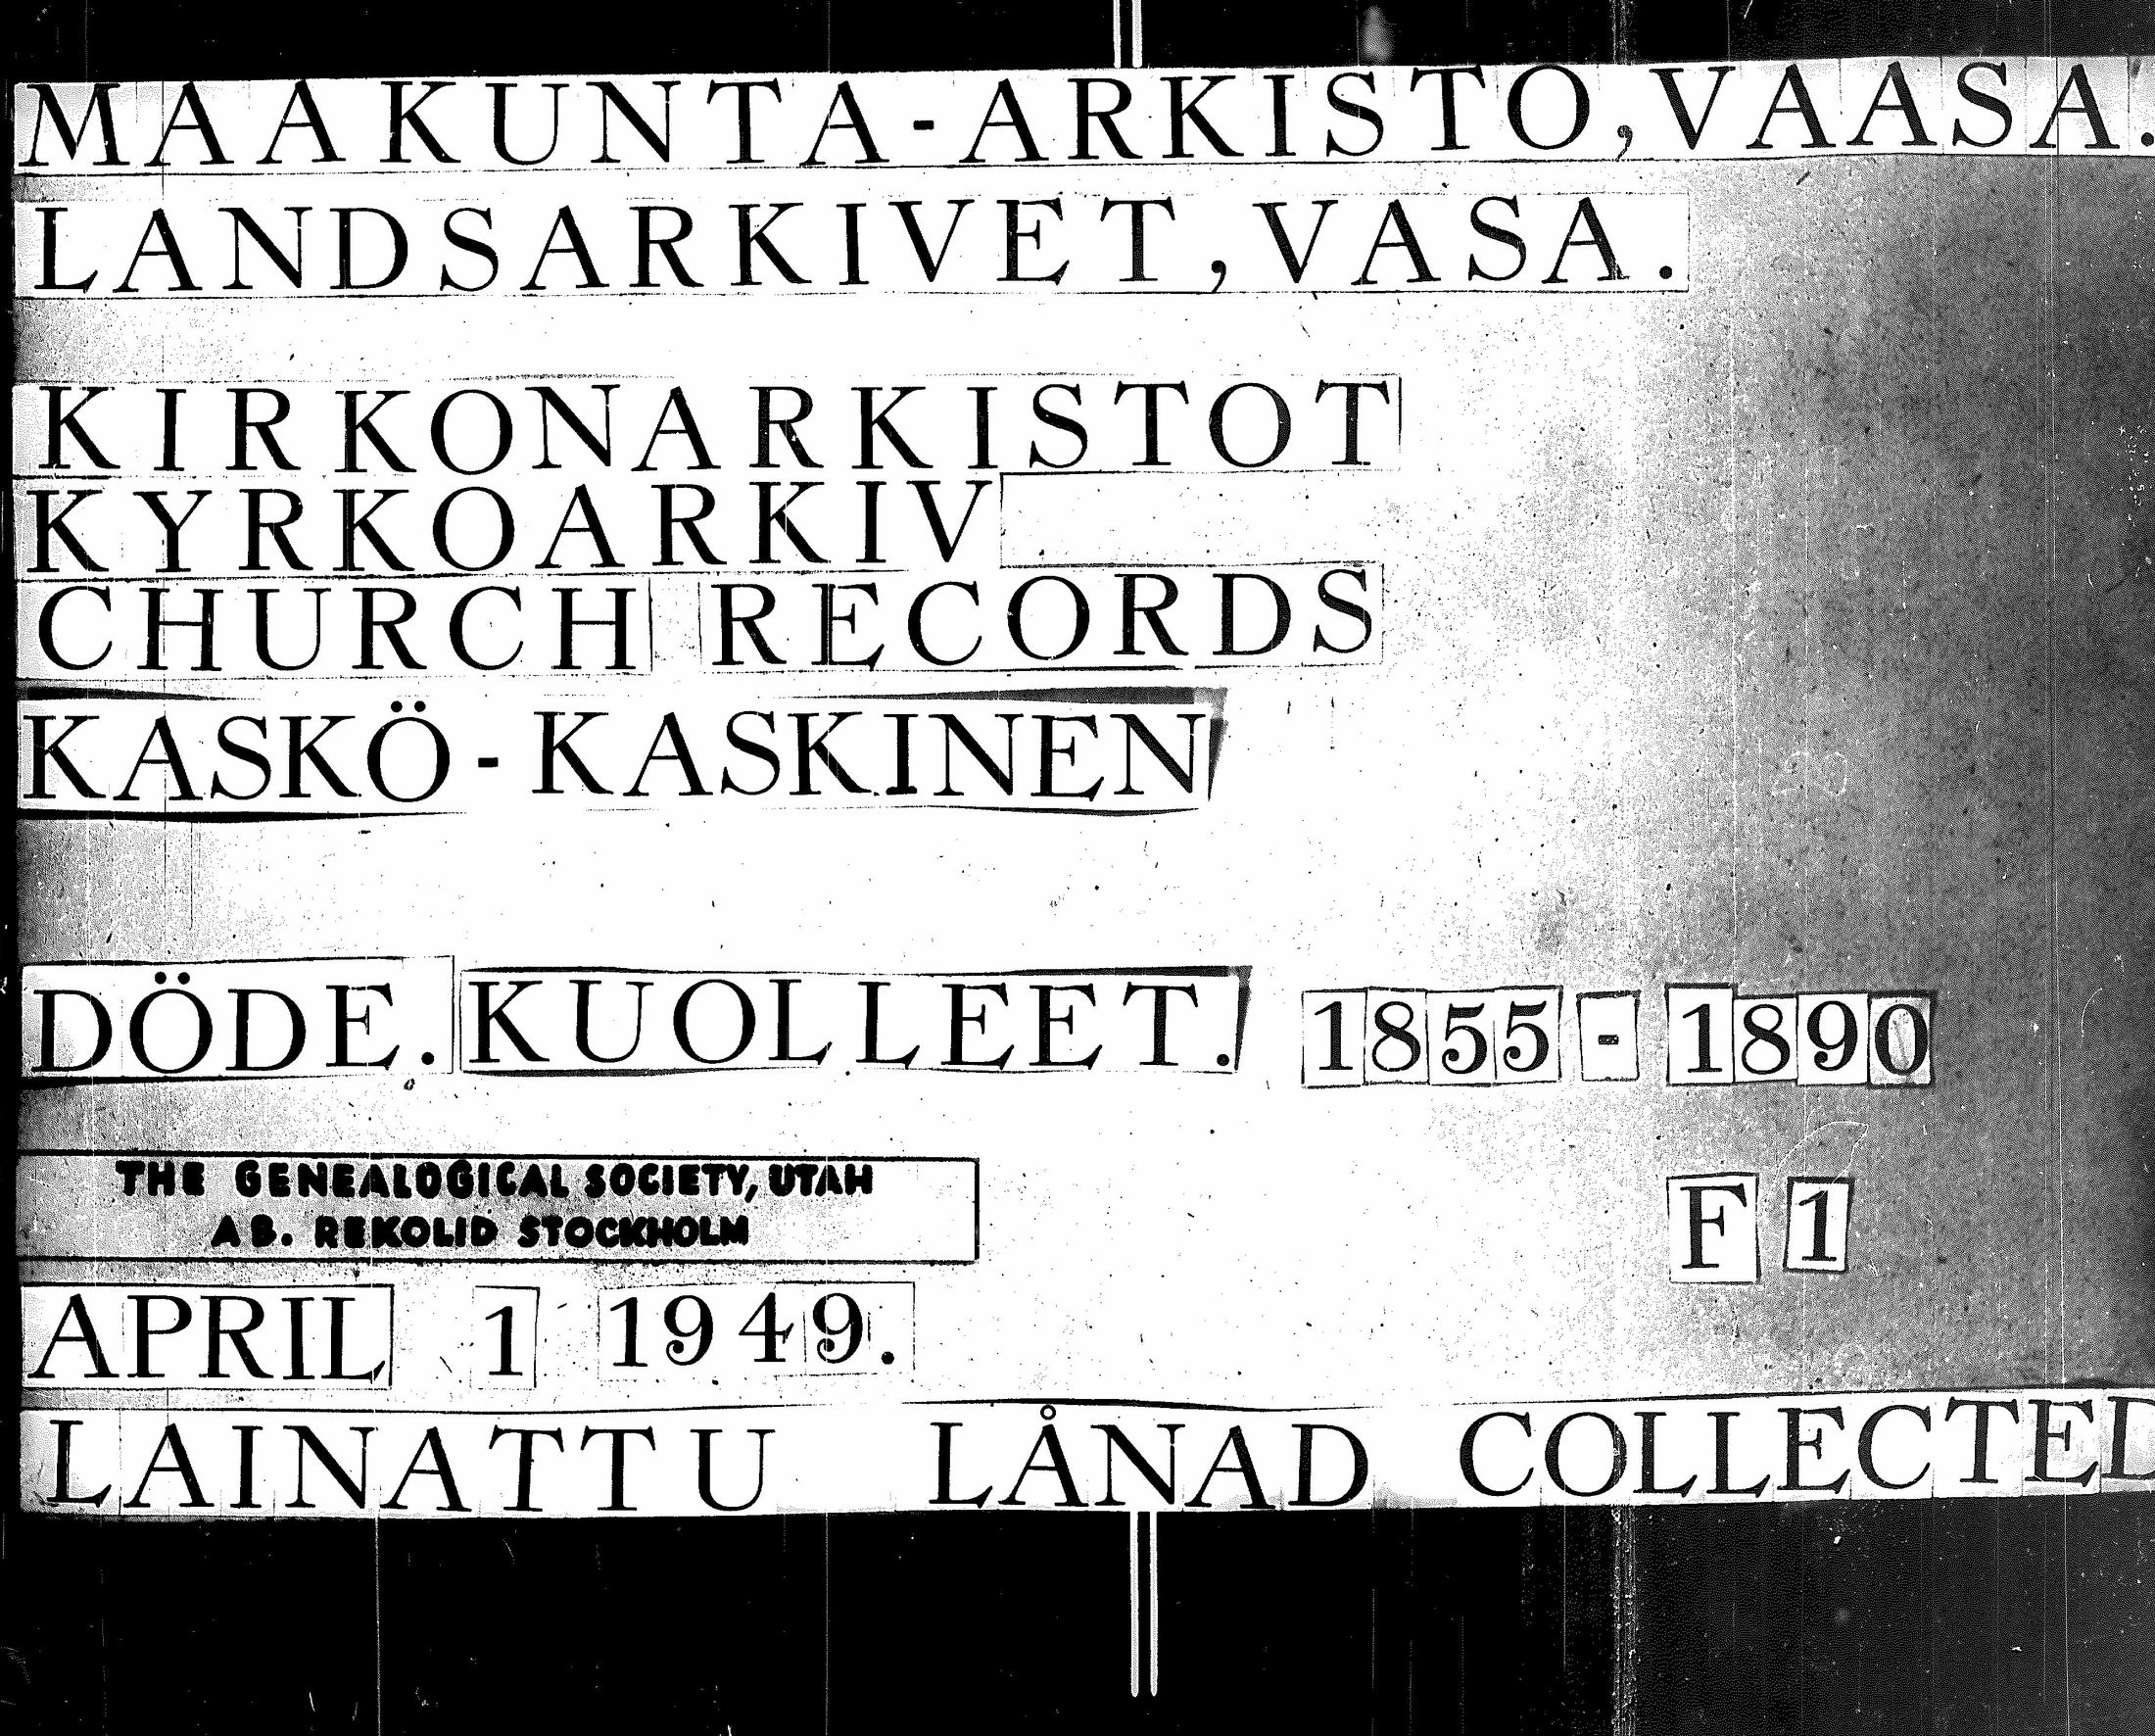 MAAKUNTA-ARKISTO, VAASA.
LANDSARKIVET, VASA.
KIRKONARKISTOT
KYRKOARKIV
CHURCH RECORDS
KASKÖ - KASKINEN
DÖDE. KUOLLEET. 1855 - 1890
THE GENEALOGICAL SOCIETY, UTAH
AB. REKOLID STOCKHOLM
F 1
APRIL 1 1949.
LAINATTU LÅNAD COLLECTED